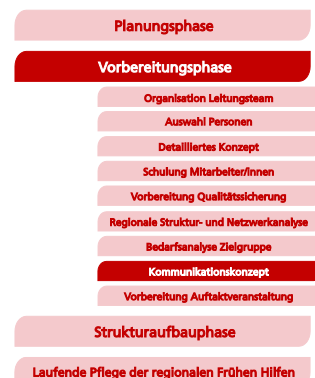 Planungsphase
Vorbereitungsphase
Organisation Leitungsteam
Auswahl Personen
Detailliertes Konzept
Schulung Mitarbeiter/innen
Vorbereitung Qualitätssicherung
Regionale Struktur- und Netzwerkanalyse
Bedarfsanalyse Zielgruppe
Kommunikationskonzept
Vorbereitung Auftaktveranstaltung
Strukturaufbauphase
Laufende Pflege der regionalen Frühen Hilfen